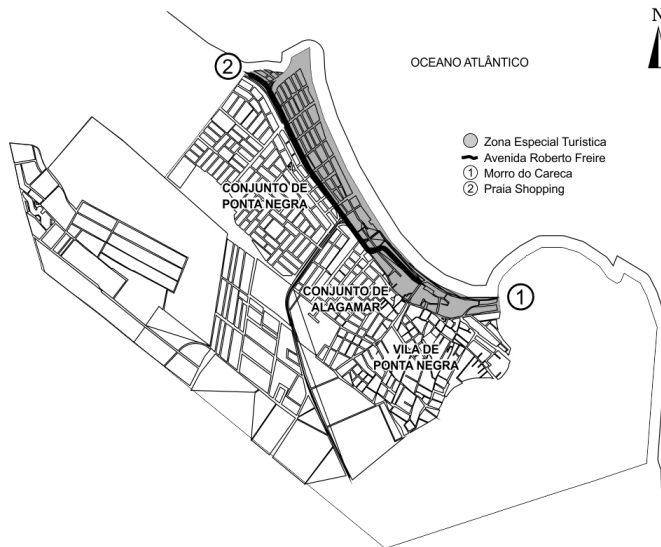 N
OCEANO ATLÂNTICO
2
Zona Especial Turística
Avenida Roberto Freire
1 Morro do Careca
2 Praia Shopping
CONJUNTO DE
PONTA NEGRA
CONJUNTO DE
ALAGAMAR
1
VILA DE
PONTA NEGRA